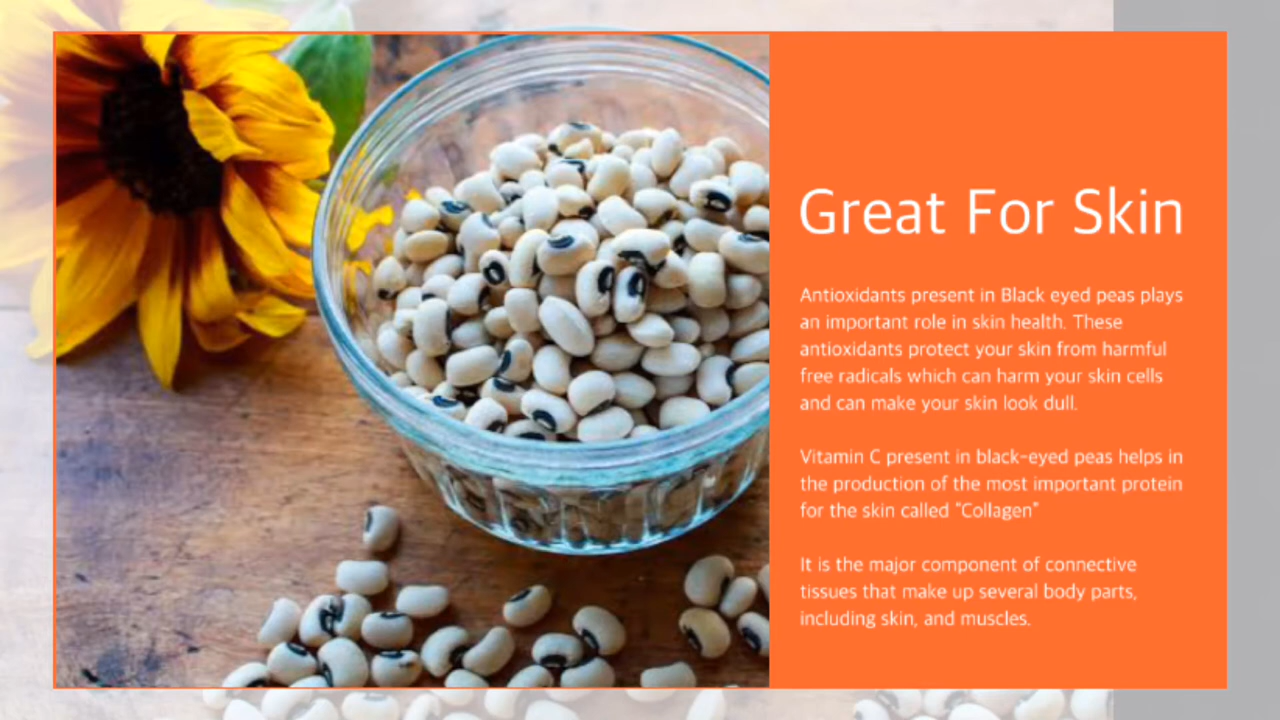 Great For Skin
Antioxidants present in Black eyed peas plays
an important role in skin health. These
antioxidants protect your skin from harmful
free radicals which can harm your skin cells
and can make your skin look dull.
Vitamin C present in black-eyed peas helps in
the production of the most important protein
for the skin called "Collagen"
It is the major component of connective
tissues that make up several body parts,
including skin, and muscles.